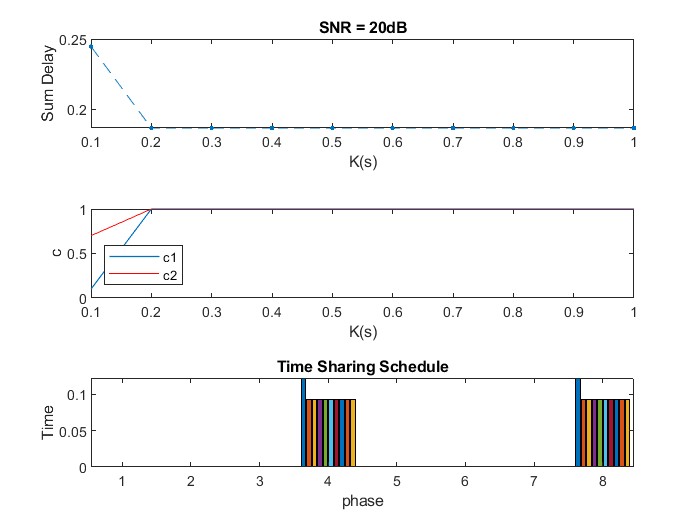 SNR = 20dB
Sum Delay
0.25
0.2
0.1 0.2 0.3 0.4 0.5 0.6 0.7 0.8 0.9 1
K(s)
c
1
0.5
0
c1
c2
0.1 0.2 0.3 0.4 0.5 0.6 0.7 0.8 0.9 1
K(s)
Time Sharing Schedule
Time
0.1
0.05
0
1 2 3 4 5 6 7 8
phase